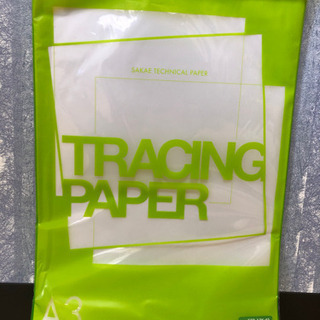 SAKAE TECHNICAL PAPER
TRACING
PAPER
A3